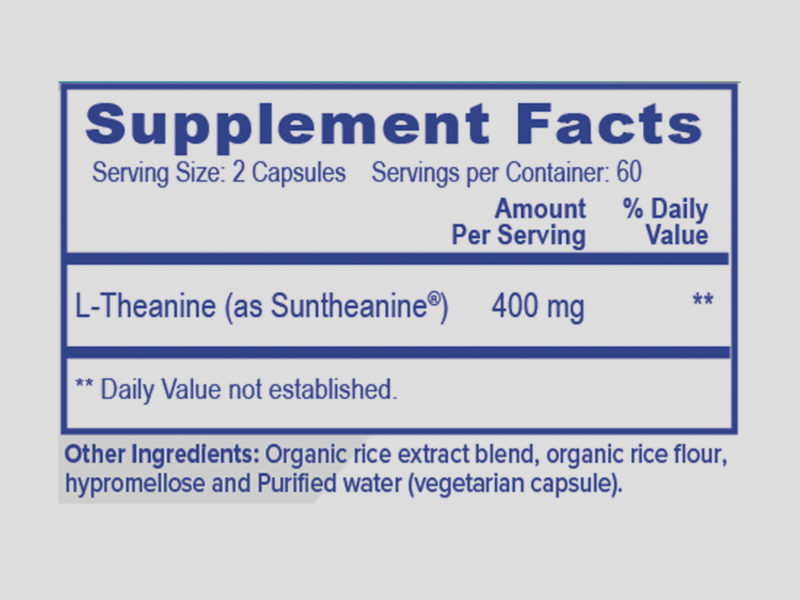 Supplement Facts
Serving Size: 2 Capsules Servings per Container: 60
Amount % Daily
Per Serving Value
L-Theanine (as Suntheanine®) 400 mg **
** Daily Value not established.
Other Ingredients: Organic rice extract blend, organic rice flour,
hypromellose and Purified water (vegetarian capsule).